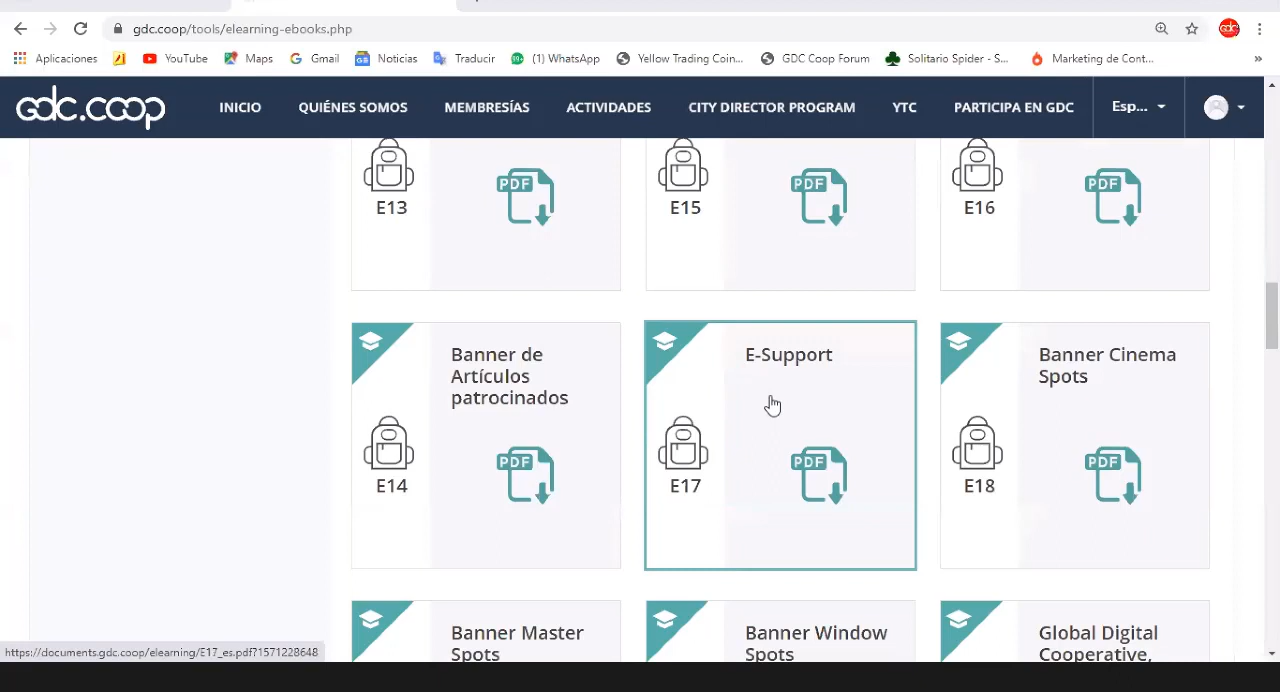 gdc.coop/tools/elearning-ebooks.php
gdc
Aplicaciones YouTube Maps Gmail Noticias Traducir (1) WhatsApp Yellow Trading Coin... GDC Coop Forum Solitario Spider - S... Marketing de Cont... »
gdc.coop INICIO QUIÉNES SOMOS MEMBRESÍAS ACTIVIDADES CITY DIRECTOR PROGRAM YTC PARTICIPA EN GDC Esp...
PDF PDF PDF
E13 E15 E16
Banner de
Artículos
patrocinados
PDF
E14
E-Support
PDF
E17
Banner Cinema
Spots
PDF
E18
Banner Master
Spots
Banner Window
Spots
Global Digital
Cooperative,
https://documents.gdc.coop/elearning/E17_es.pdf?1571228648